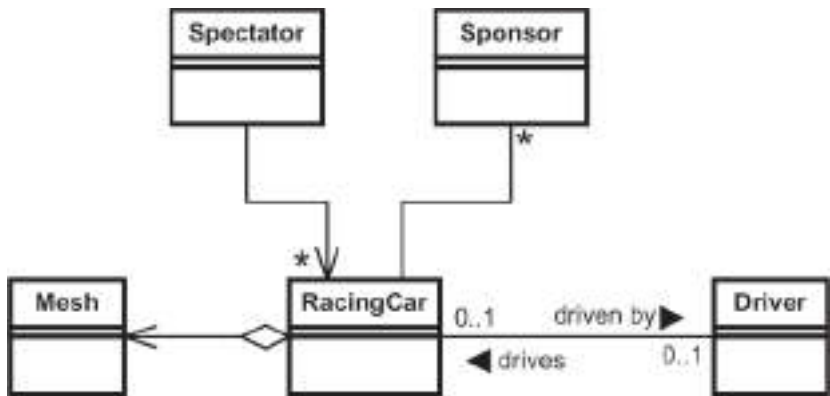 Spectator
Sponsor
*
*
Mesh
RacingCar
Driver
0..1
driven by ▶
◀ drives
0..1